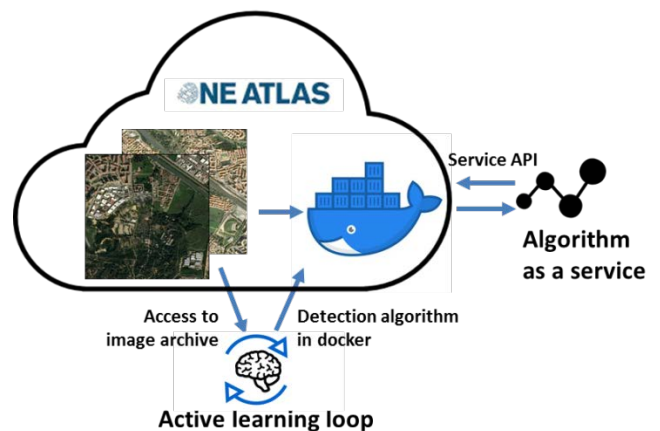 ONE ATLAS
Service API
Algorithm
as a service
Access to
image archive
Detection algorithm
in docker
Active learning loop